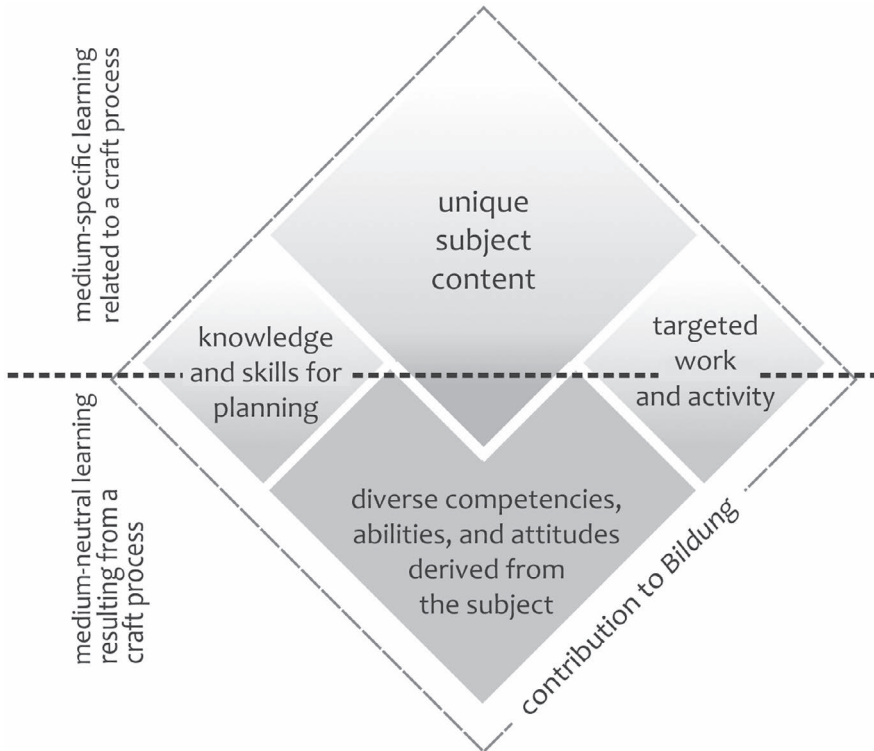 medium-specific learning
related to a craft process
unique
subject
content
knowledge
and skills for
planning
targeted
work
and activity
medium-neutral learning
resulting from a
craft process
diverse competencies,
abilities, and attitudes
derived from
the subject
contribution to Bildung